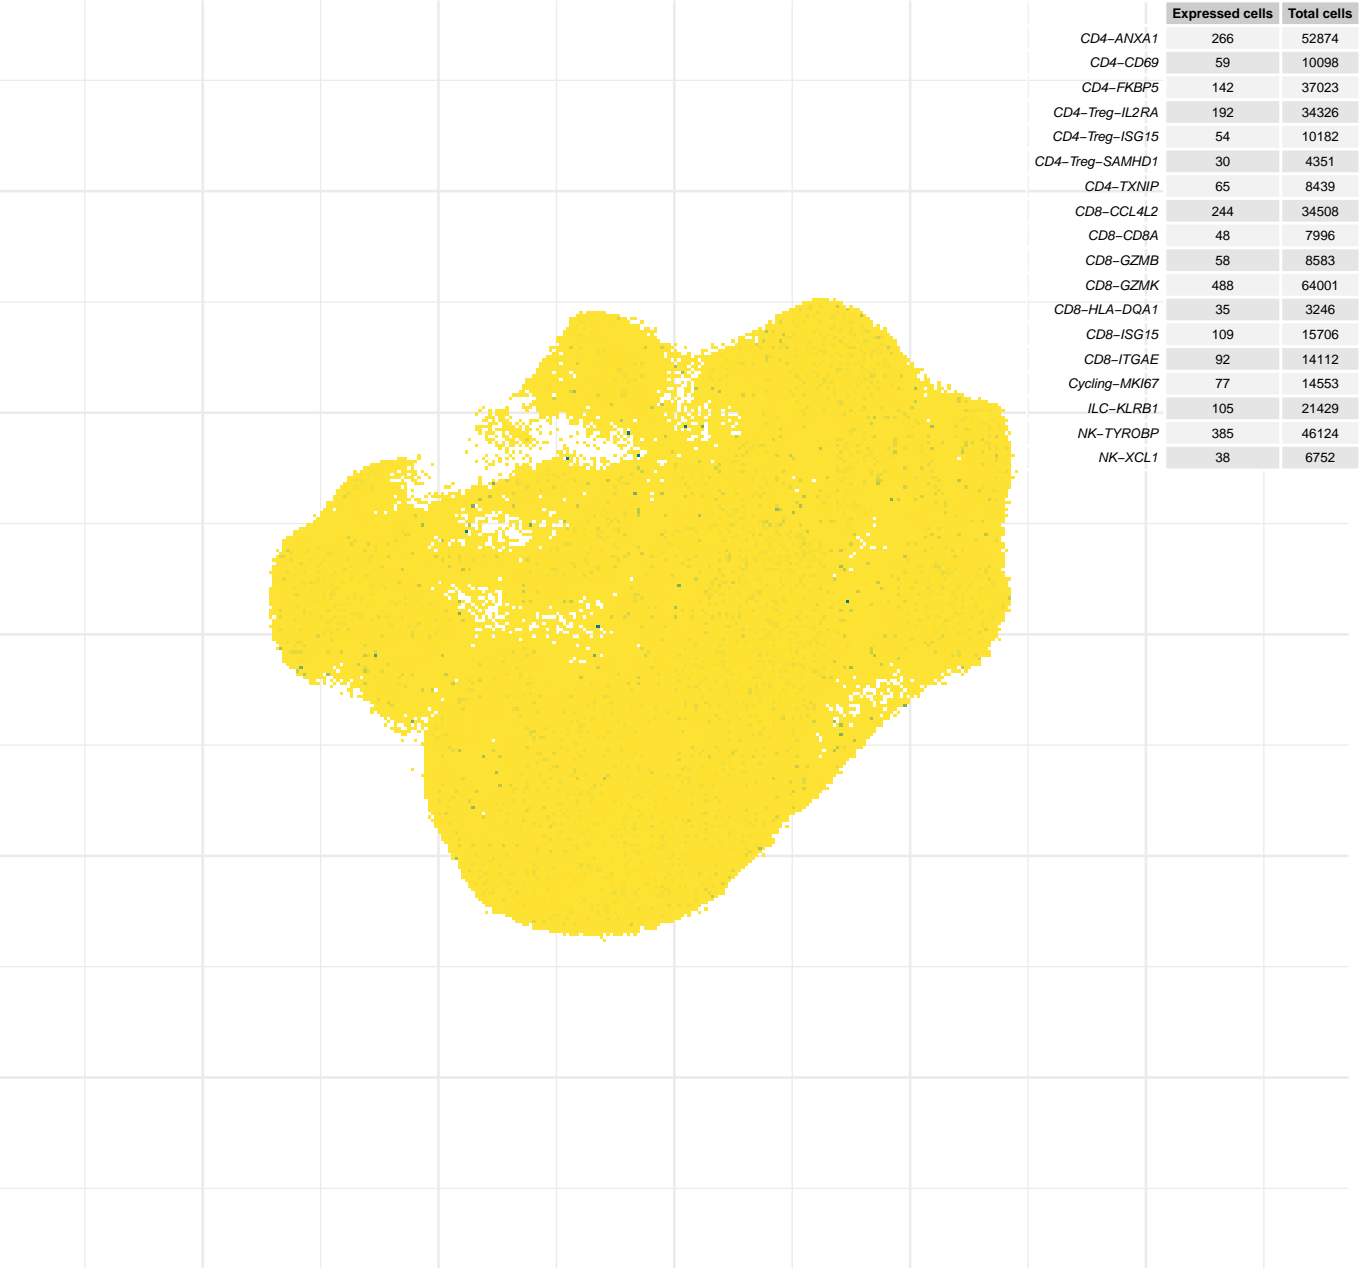 Expressed cells Total cells
CD4−ANXA1 266 52874
CD4−CD69 59 10098
CD4−FKBP5 142 37023
CD4−Treg−IL2RA 192 34326
CD4−Treg−ISG15 54 10182
CD4−Treg−SAMHD1 30 4351
CD4−TXNIP 65 8439
CD8−CCL4L2 244 34508
CD8−CD8A 48 7996
CD8−GZMB 58 8583
CD8−GZMK 488 64001
CD8−HLA−DQA1 35 3246
CD8−ISG15 109 15706
CD8−ITGAE 92 14112
Cycling−MKI67 77 14553
ILC−KLRB1 105 21429
NK−TYROBP 385 46124
NK−XCL1 38 6752